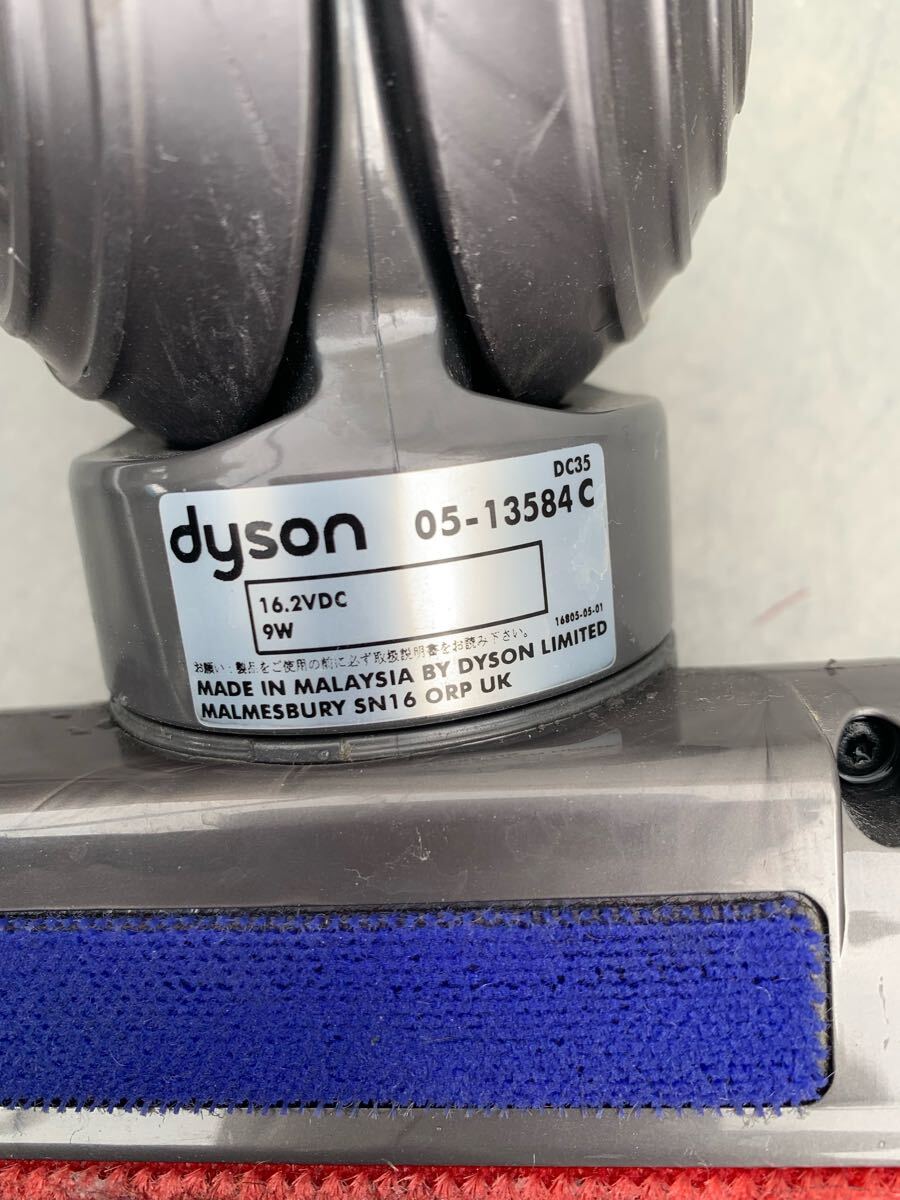 DC35
dyson 05-13584 C
16.2VDC
9W
16805-05-01
お願い:製品をご使用の前に必ず取扱説明書をお読み下さい。
MADE IN MALAYSIA BY DYSON LIMITED
MALMESBURY SN16 ORP UK